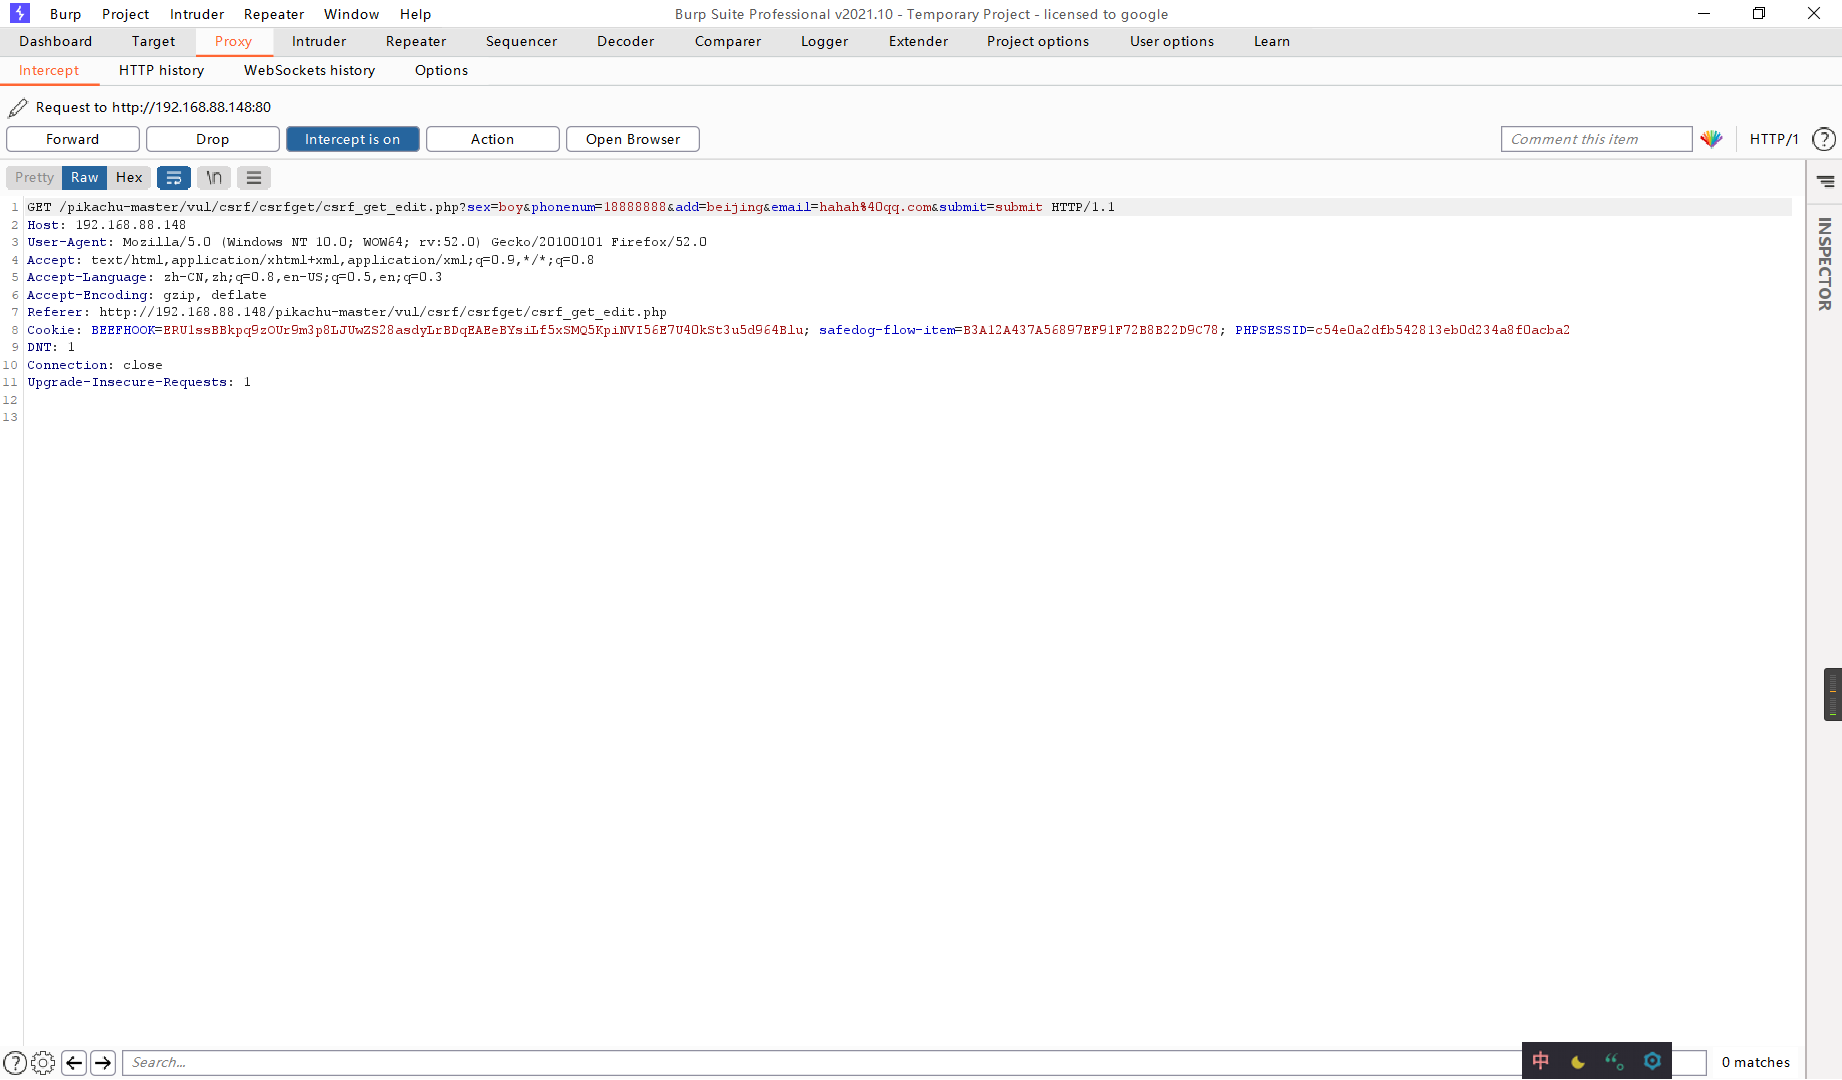 Burp Project Intruder Repeater Window Help
Burp Suite Professional v2021.10 - Temporary Project - licensed to google
Dashboard Target Proxy Intruder Repeater Sequencer Decoder Comparer Logger Extender Project options User options Learn
Intercept HTTP history WebSockets history Options
Request to http://192.168.88.148:80
Forward Drop Intercept is on Action Open Browser Comment this item HTTP/1 ?
Pretty Raw Hex \n
INSPECTOR
1 GET /pikachu-master/vul/csrf/csrfget/csrf_get_edit.php?sex=boy&phonenum=18888888&add=beijing&email=hahah%40qq.com&submit=submit HTTP/1.1
2 Host: 192.168.88.148
3 User-Agent: Mozilla/5.0 (Windows NT 10.0; WOW64; rv:52.0) Gecko/20100101 Firefox/52.0
4 Accept: text/html,application/xhtml+xml,application/xml;q=0.9,*/*;q=0.8
5 Accept-Language: zh-CN,zh;q=0.8,en-US;q=0.5,en;q=0.3
6 Accept-Encoding: gzip, deflate
7 Referer: http://192.168.88.148/pikachu-master/vul/csrf/csrfget/csrf_get_edit.php
8 Cookie: BEEFHOOK=ERU1ssBBkpq9zOUr9m3p8LJUwZS28asdyLrBDqEAEeBYsiLf5xSMQ5KpiNVI56E7U40kSt3u5d964Blu; safedog-flow-item=B3A12A437A56897EF91F72B8B22D9C78; PHPSESSID=c54e0a2dfb542813eb0d234a8f0acba2
9 DNT: 1
10 Connection: close
11 Upgrade-Insecure-Requests: 1
12
13
? Search... 中 0 matches